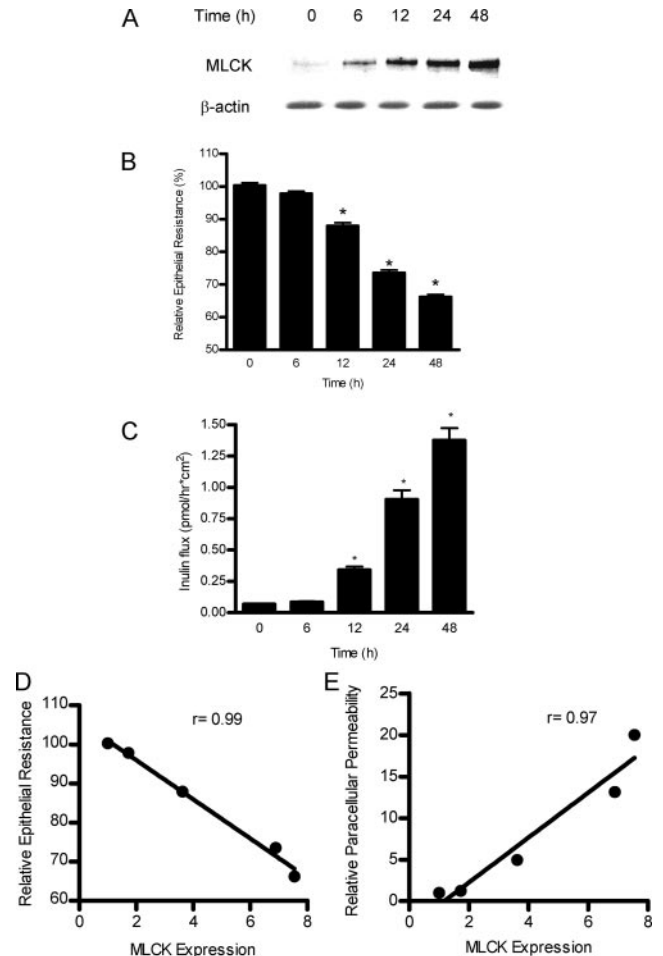 A
Time (h) 0 6 12 24 48
MLCK
β-actin
B
Relative Epithelial Resistance (%)
110
100
90
80
70
60
50
*
*
*
0 6 12 24 48
Time (h)
C
Inulin flux (pmol/hr*cm²)
1.50
1.25
1.00
0.75
0.50
0.25
0.00
*
*
*
0 6 12 24 48
Time (h)
D
Relative Epithelial Resistance
110
100
90
80
70
60
r= 0.99
0 2 4 6 8
MLCK Expression
E
Relative Paracellular Permeability
25
20
15
10
5
0
r= 0.97
0 2 4 6 8
MLCK Expression